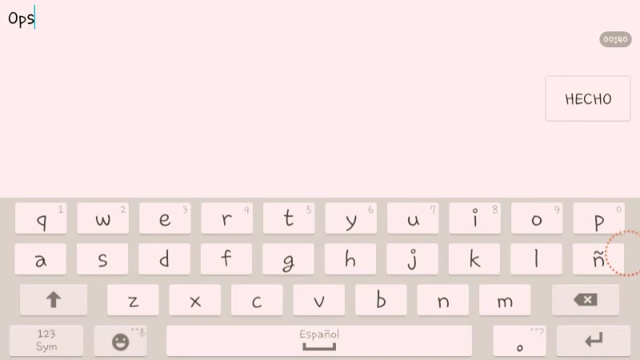 Ops
00:40
HECHO
1 2 3 4 5 6 7 8 9 0
q w e r t y u i o p
a s d f g h j k l ñ
z x c v b n m
123 Español "?
Sym .